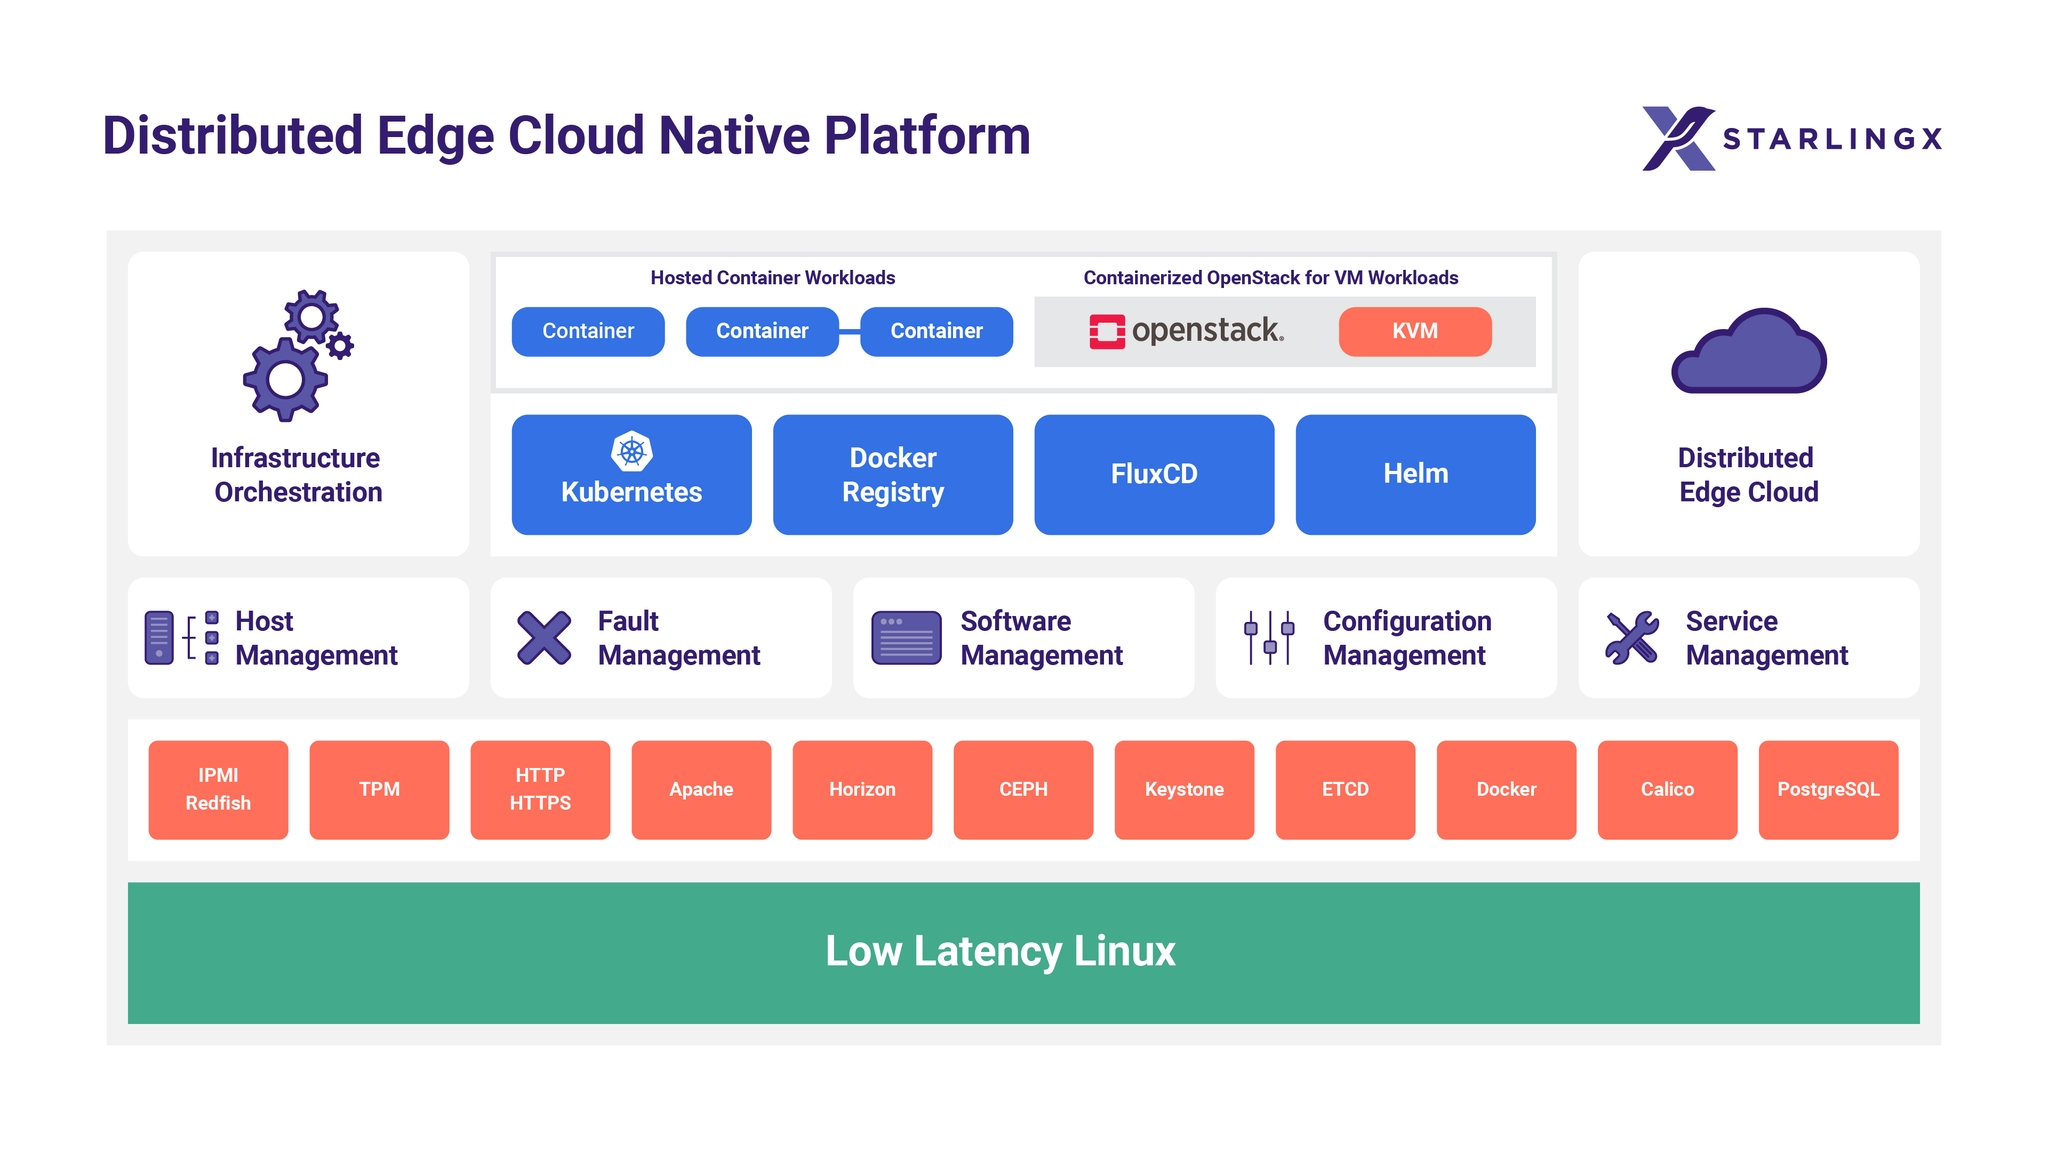 Distributed Edge Cloud Native Platform
STARLINGX
Infrastructure
Orchestration
Hosted Container Workloads
Container
Container
Container
Containerized OpenStack for VM Workloads
openstack.
KVM
Kubernetes
Docker
Registry
FluxCD
Helm
Distributed
Edge Cloud
Host
Management
Fault
Management
Software
Management
Configuration
Management
Service
Management
IPMI
Redfish
TPM
HTTP
HTTPS
Apache
Horizon
CEPH
Keystone
ETCD
Docker
Calico
PostgreSQL
Low Latency Linux